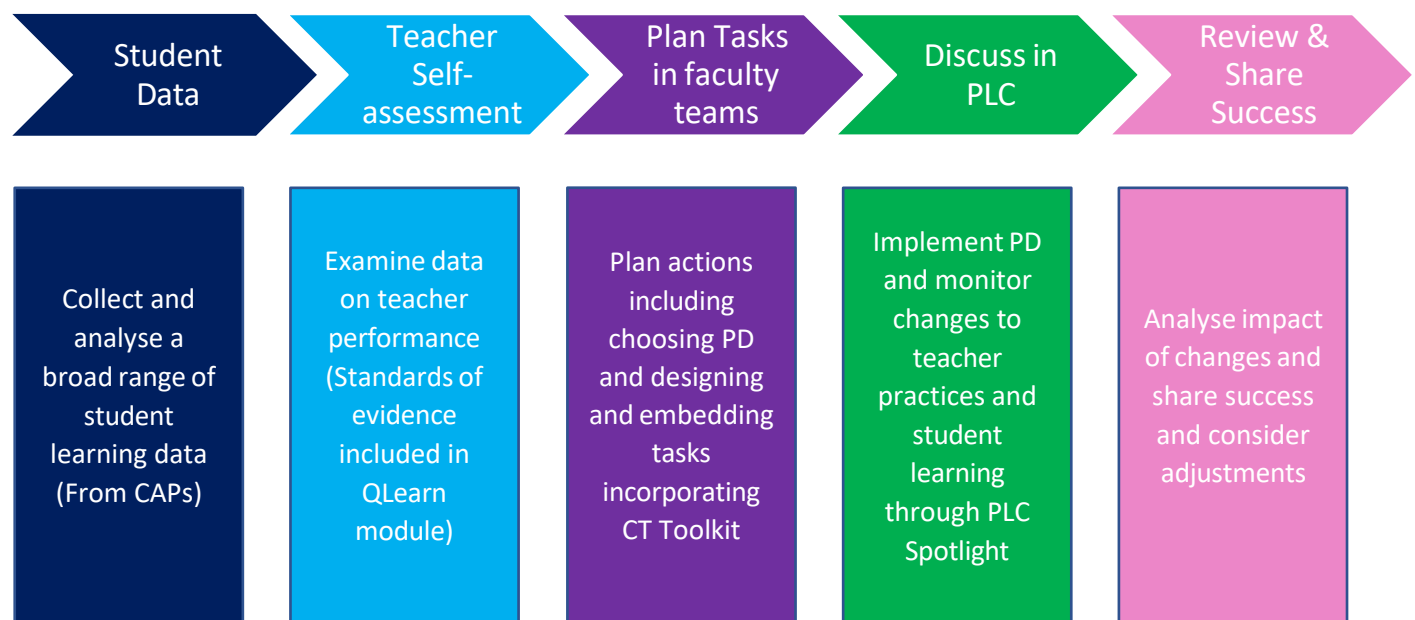 Student
Data
Teacher
Self-
assessment
Plan Tasks
in faculty
teams
Discuss in
PLC
Review &
Share
Success
Collect and
analyse a
broad range of
student
learning data
(From CAPs)
Examine data
on teacher
performance
(Standards of
evidence
included in
QLearn
module)
Plan actions
including
choosing PD
and designing
and embedding
tasks
incorporating
CT Toolkit
Implement PD
and monitor
changes to
teacher
practices and
student
learning
through PLC
Spotlight
Analyse impact
of changes and
share success
and consider
adjustments